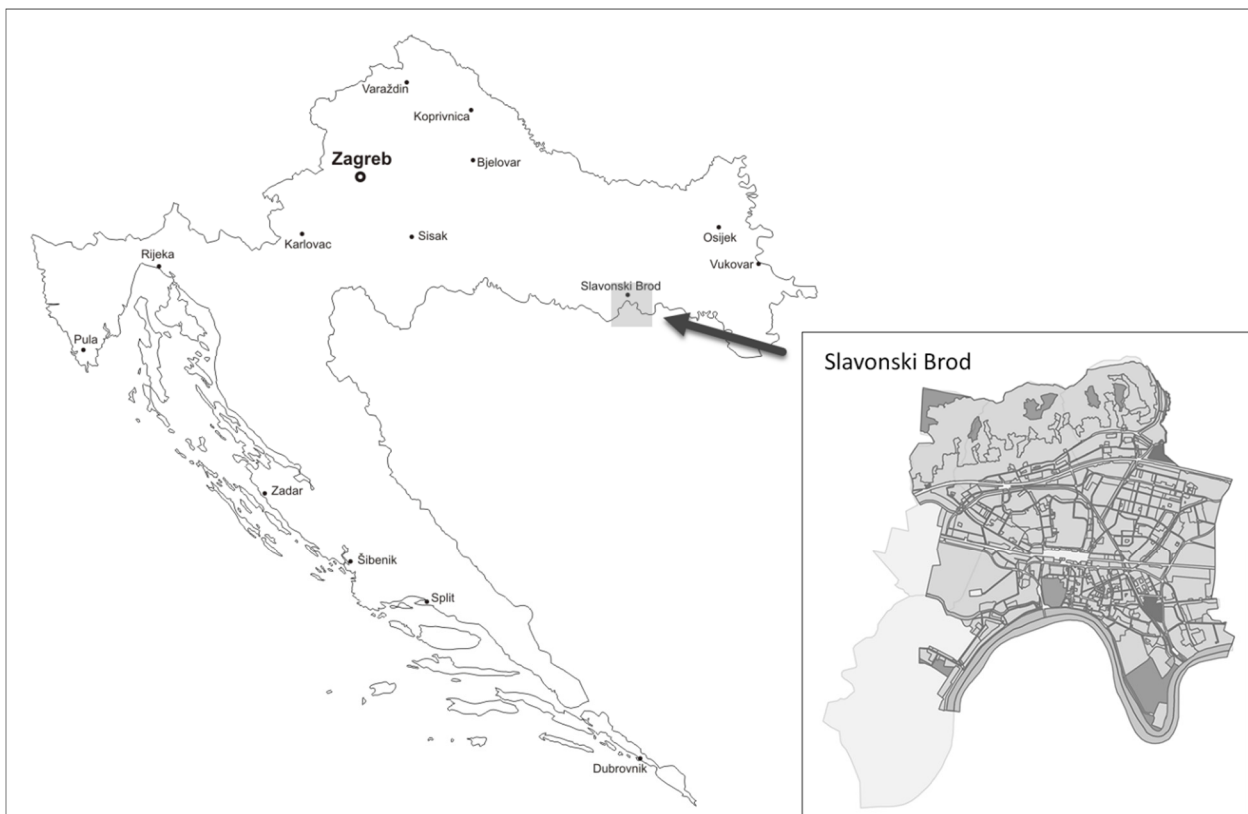 Varaždin
Koprivnica
Zagreb
Bjelovar
Karlovac
Sisak
Osijek
Rijeka
Vukovar
Slavonski Brod
Pula
Slavonski Brod
Zadar
Šibenik
Split
Dubrovnik